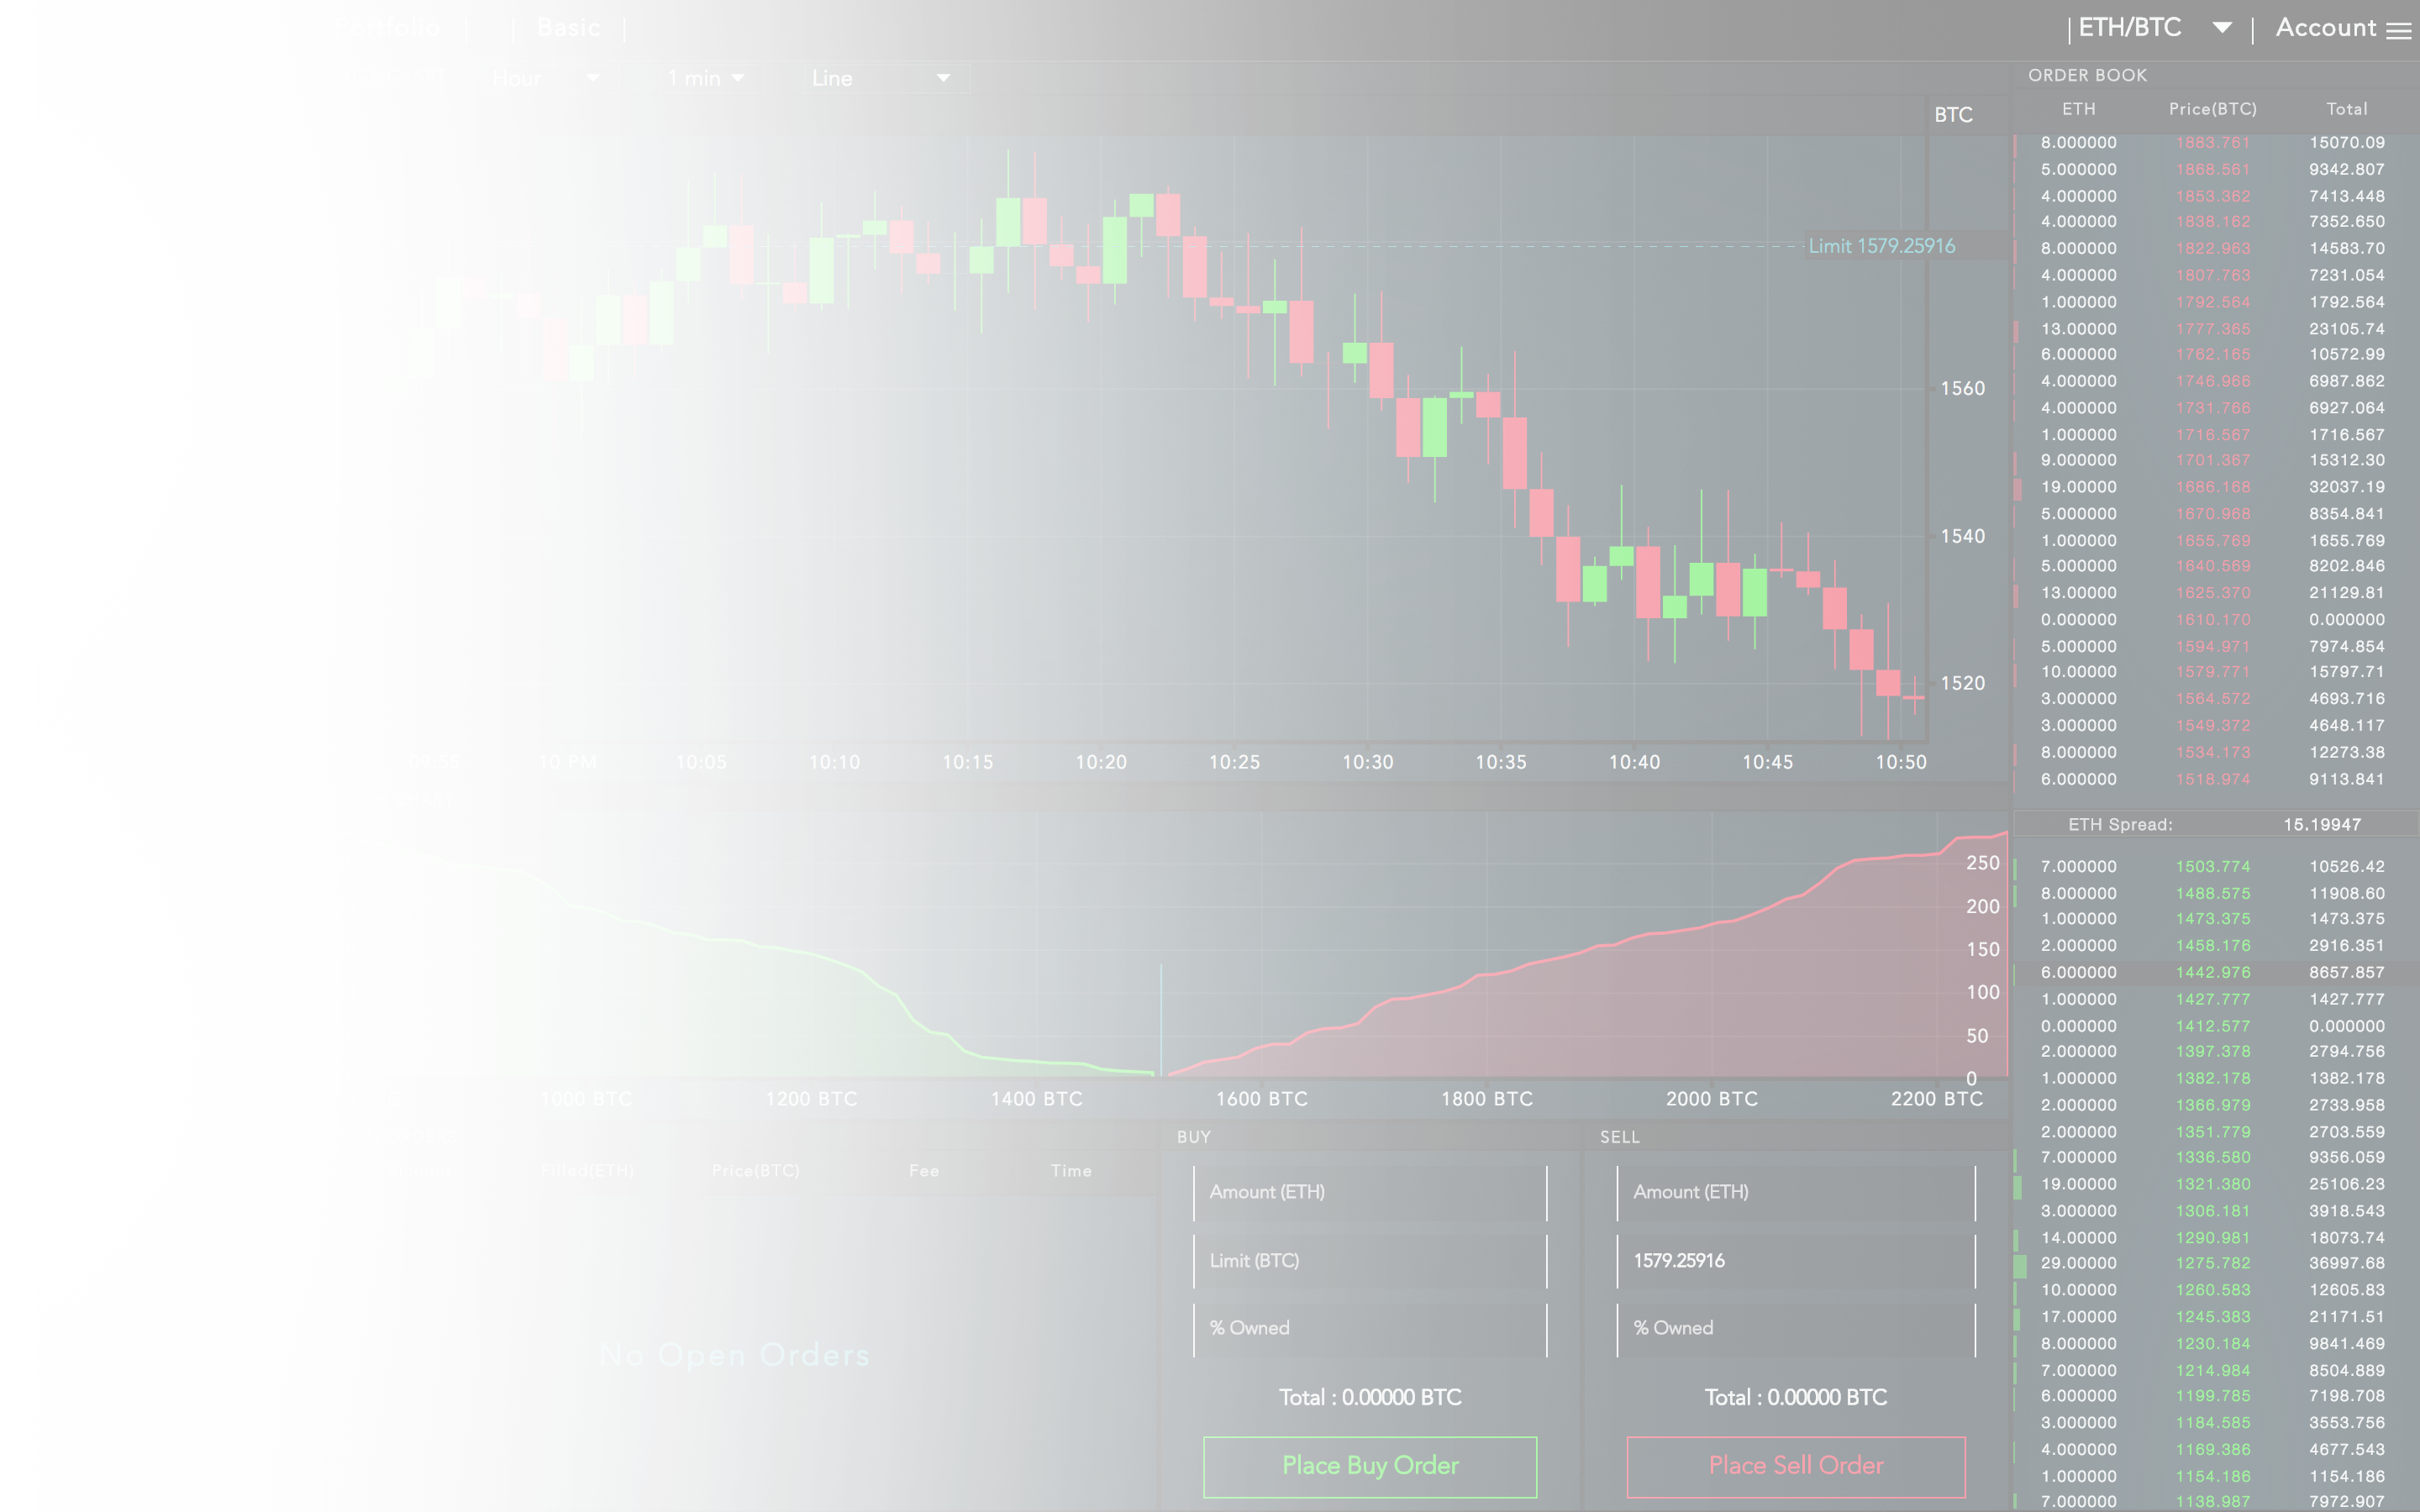 Portfolio | | Basic | | ETH/BTC | Account
Hour 1 min Line
BTC
Limit 1579.25916
1560
1540
1520
09:55 10 PM 10:05 10:10 10:15 10:20 10:25 10:30 10:35 10:40 10:45 10:50
250
200
150
100
50
0
1000 BTC 1200 BTC 1400 BTC 1600 BTC 1800 BTC 2000 BTC 2200 BTC
Filled(ETH) Price(BTC) Fee Time
No Open Orders
BUY
Amount (ETH)
Limit (BTC)
% Owned
Total : 0.00000 BTC
Place Buy Order
SELL
Amount (ETH)
1579.25916
% Owned
Total : 0.00000 BTC
Place Sell Order
ORDER BOOK
ETH Price(BTC) Total
8.000000 1883.761 15070.09
5.000000 1868.561 9342.807
4.000000 1853.362 7413.448
4.000000 1838.162 7352.650
8.000000 1822.963 14583.70
4.000000 1807.763 7231.054
1.000000 1792.564 1792.564
13.00000 1777.365 23105.74
6.000000 1762.165 10572.99
4.000000 1746.966 6987.862
4.000000 1731.766 6927.064
1.000000 1716.567 1716.567
9.000000 1701.367 15312.30
19.00000 1686.168 32037.19
5.000000 1670.968 8354.841
1.000000 1655.769 1655.769
5.000000 1640.569 8202.846
13.00000 1625.370 21129.81
0.000000 1610.170 0.000000
5.000000 1594.971 7974.854
10.00000 1579.771 15797.71
3.000000 1564.572 4693.716
3.000000 1549.372 4648.117
8.000000 1534.173 12273.38
6.000000 1518.974 9113.841
ETH Spread: 15.19947
7.000000 1503.774 10526.42
8.000000 1488.575 11908.60
1.000000 1473.375 1473.375
2.000000 1458.176 2916.351
6.000000 1442.976 8657.857
1.000000 1427.777 1427.777
0.000000 1412.577 0.000000
2.000000 1397.378 2794.756
1.000000 1382.178 1382.178
2.000000 1366.979 2733.958
2.000000 1351.779 2703.559
7.000000 1336.580 9356.059
19.00000 1321.380 25106.23
3.000000 1306.181 3918.543
14.00000 1290.981 18073.74
29.00000 1275.782 36997.68
10.00000 1260.583 12605.83
17.00000 1245.383 21171.51
8.000000 1230.184 9841.469
7.000000 1214.984 8504.889
6.000000 1199.785 7198.708
3.000000 1184.585 3553.756
4.000000 1169.386 4677.543
1.000000 1154.186 1154.186
7.000000 1138.987 7972.907